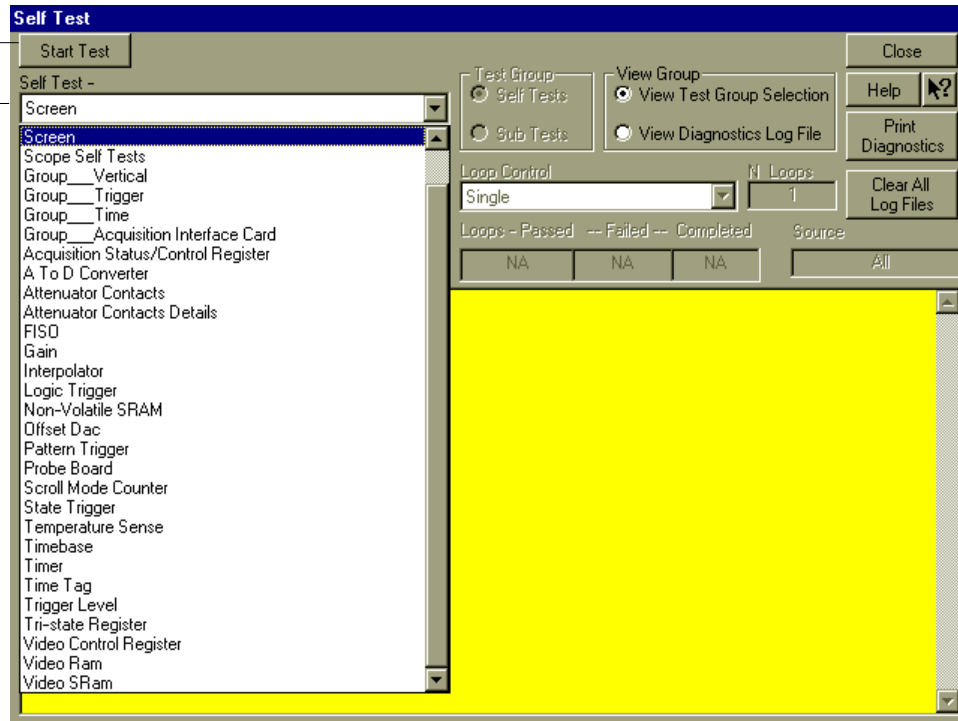 Self Test
Start Test
Close
Self Test -
Screen
Test Group
Self Tests
Sub Tests
View Group
View Test Group Selection
View Diagnostics Log File
Help
?
Print
Diagnostics
Clear All
Log Files
Loop Control
N Loops
Single
1
Loops - Passed -- Failed -- Completed Source
NA NA NA All
Screen
Scope Self Tests
Group___Vertical
Group___Trigger
Group___Time
Group___Acquisition Interface Card
Acquisition Status/Control Register
A To D Converter
Attenuator Contacts
Attenuator Contacts Details
FISO
Gain
Interpolator
Logic Trigger
Non-Volatile SRAM
Offset Dac
Pattern Trigger
Probe Board
Scroll Mode Counter
State Trigger
Temperature Sense
Timebase
Timer
Time Tag
Trigger Level
Tri-state Register
Video Control Register
Video Ram
Video SRam